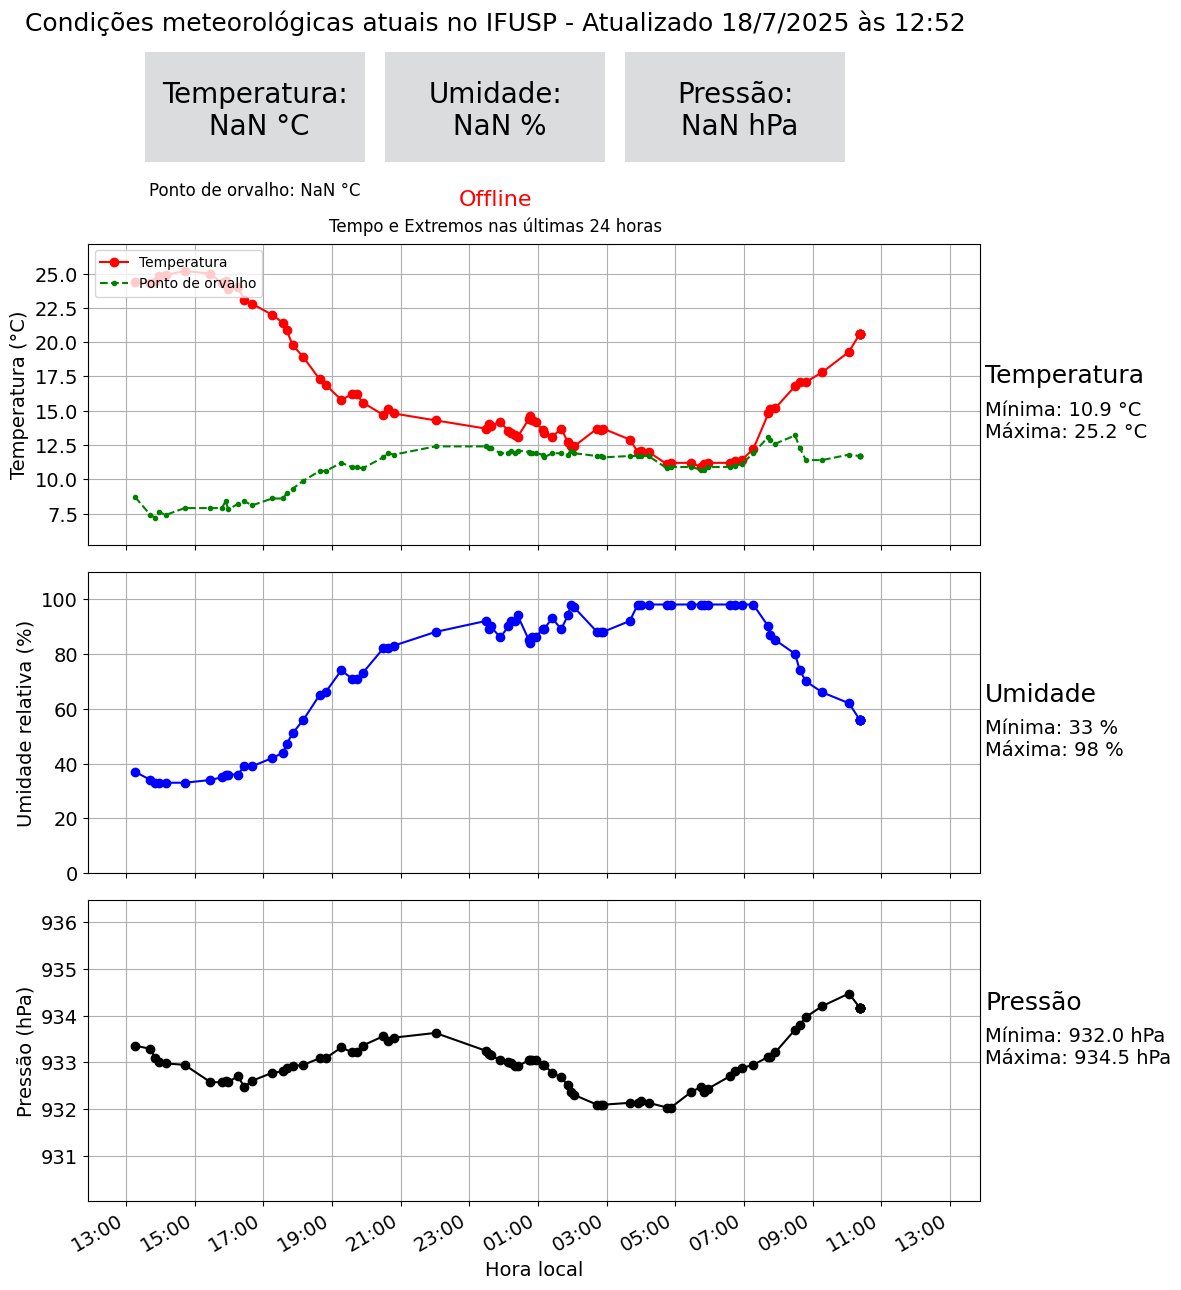 Condições meteorológicas atuais no IFUSP - Atualizado 18/7/2025 às 12:52
Temperatura:
NaN °C
Umidade:
NaN %
Pressão:
NaN hPa
Ponto de orvalho: NaN °C
Offline
Tempo e Extremos nas últimas 24 horas
Temperatura (°C)
25.0
22.5
20.0
17.5
15.0
12.5
10.0
7.5
Temperatura
Ponto de orvalho
Temperatura
Mínima: 10.9 °C
Máxima: 25.2 °C
Umidade relativa (%)
100
80
60
40
20
0
Umidade
Mínima: 33 %
Máxima: 98 %
Pressão (hPa)
936
935
934
933
932
931
Pressão
Mínima: 932.0 hPa
Máxima: 934.5 hPa
13:00
15:00
17:00
19:00
21:00
23:00
01:00
03:00
05:00
07:00
09:00
11:00
13:00
Hora local